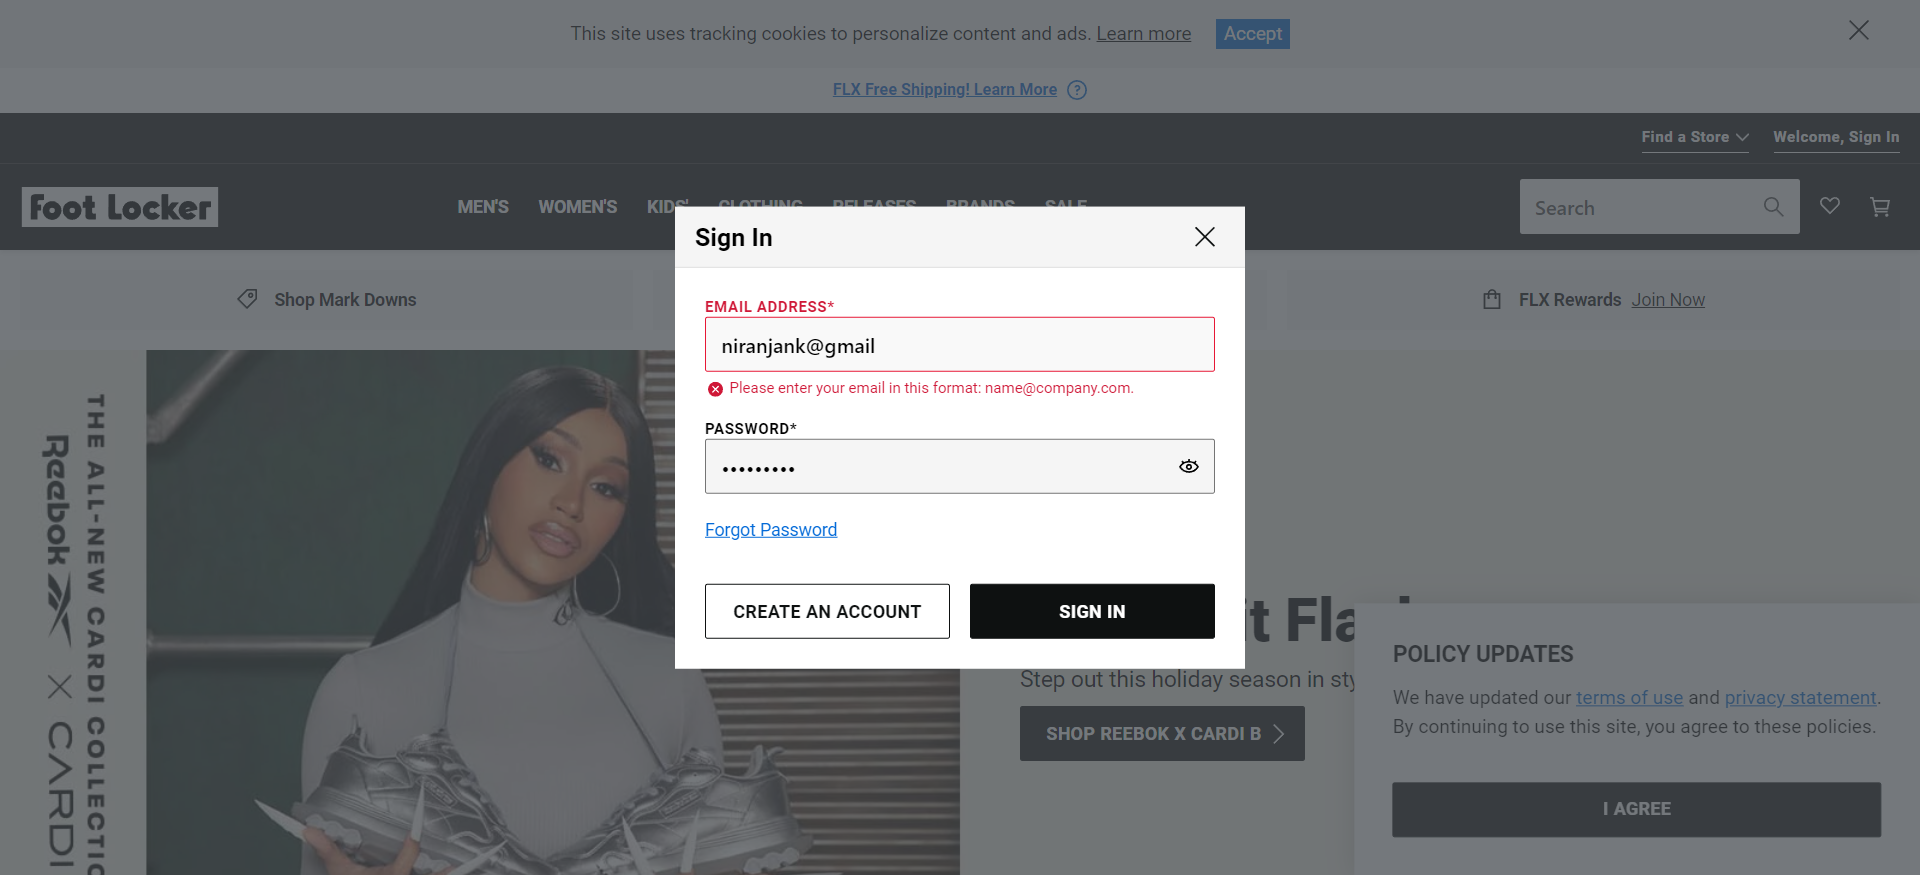 This site uses tracking cookies to personalize content and ads. Learn more Accept
FLX Free Shipping! Learn More ?
Find a Store Welcome, Sign In
Foot Locker
MEN'S WOMEN'S KIDS' CLOTHING RELEASES BRANDS SALE
Search
Shop Mark Downs
FLX Rewards Join Now
Sign In
EMAIL ADDRESS*
niranjank@gmail
Please enter your email in this format: name@company.com.
PASSWORD*
•••••••••
Forgot Password
CREATE AN ACCOUNT SIGN IN
THE ALL-NEW CARDI COLLECTIO
Reebok X CARDI
it Fla
Step out this holiday season in sty
SHOP REEBOK X CARDI B
POLICY UPDATES
We have updated our terms of use and privacy statement.
By continuing to use this site, you agree to these policies.
I AGREE